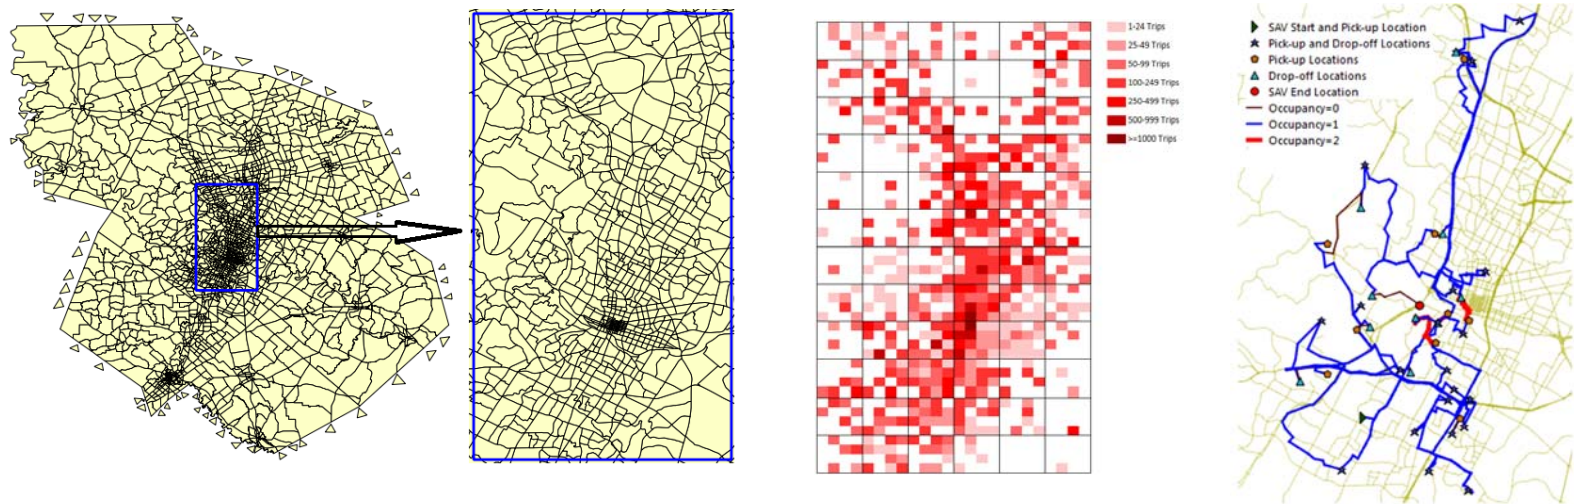 1-24 Trips
25-49 Trips
50-99 Trips
100-249 Trips
250-499 Trips
500-999 Trips
>=1000 Trips
SAV Start and Pick-up Location
Pick-up and Drop-off Locations
Pick-up Locations
Drop-off Locations
SAV End Location
Occupancy=0
Occupancy=1
Occupancy=2